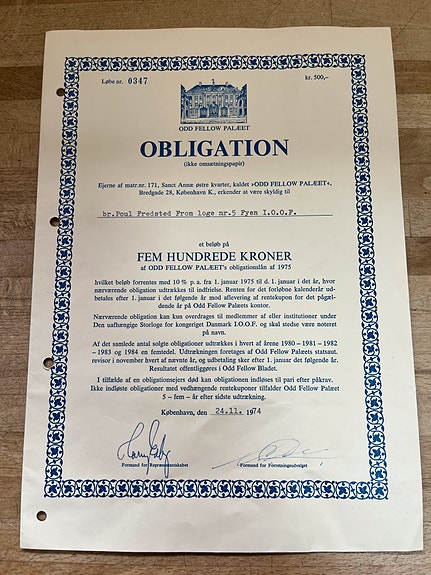 Løbe nr. 0347
kr. 500,-
ODD FELLOW PALÆET
OBLIGATION
(ikke omsætningspapir)
Ejerne af matr.nr. 171, Sanct Annæ østre kvarter, kaldet »ODD FELLOW PALÆET«,
Bredgade 28, København K., erkender at være skyldig til
br.Poul Fredsted From loge nr.5 Fyen I.O.O.F.
et beløb på
FEM HUNDREDE KRONER
af ODD FELLOW PALÆET's obligationslån af 1975
hvilket beløb forrentes med 10 % p. a. fra 1. januar 1975 til d. 1. januar i det år, hvor
nærværende obligation udtrækkes til indfrielse. Renten for det forløbne kalenderår ud-
betales efter 1. januar i det følgende år mod aflevering af rentekupon for det pågæl-
dende år på Odd Fellow Palæets kontor.
Nærværende obligation kan kun overdrages til medlemmer af eller institutioner under
Den uafhængige Storloge for kongeriget Danmark I.O.O.F. og skal stedse være noteret
på navn.
Af det samlede antal solgte obligationer udtrækkes i hvert af årene 1980 – 1981 – 1982
– 1983 og 1984 en femtedel. Udtrækningen foretages af Odd Fellow Palæets statsaut.
revisor i november hvert af nævnte år, og udbetaling sker efter 1. januar det følgende år.
Resultatet offentliggøres i Odd Fellow Bladet.
I tilfælde af en obligationsejers død kan obligationen indløses til pari efter påkrav.
Ikke indløste obligationer med vedhængende rentekuponer tilfalder Odd Fellow Palæet
5 – fem – år efter sidste udtrækning.
København, den 24.11. 1974
Formand for Repræsentantskabet
Formand for Forretningsudvalget